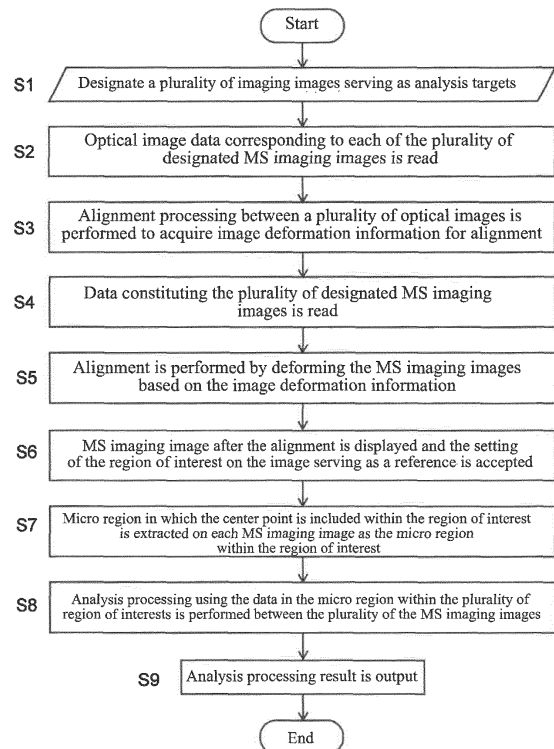 Start
S1
Designate a plurality of imaging images serving as analysis targets
S2
Optical image data corresponding to each of the plurality of
designated MS imaging images is read
S3
Alignment processing between a plurality of optical images is
performed to acquire image deformation information for alignment
S4
Data constituting the plurality of designated MS imaging
images is read
S5
Alignment is performed by deforming the MS imaging images
based on the image deformation information
S6
MS imaging image after the alignment is displayed and the setting
of the region of interest on the image serving as a reference is accepted
S7
Micro region in which the center point is included within the region of interest
is extracted on each MS imaging image as the micro region
within the region of interest
S8
Analysis processing using the data in the micro region within the plurality of
region of interests is performed between the plurality of the MS imaging images
S9
Analysis processing result is output
End